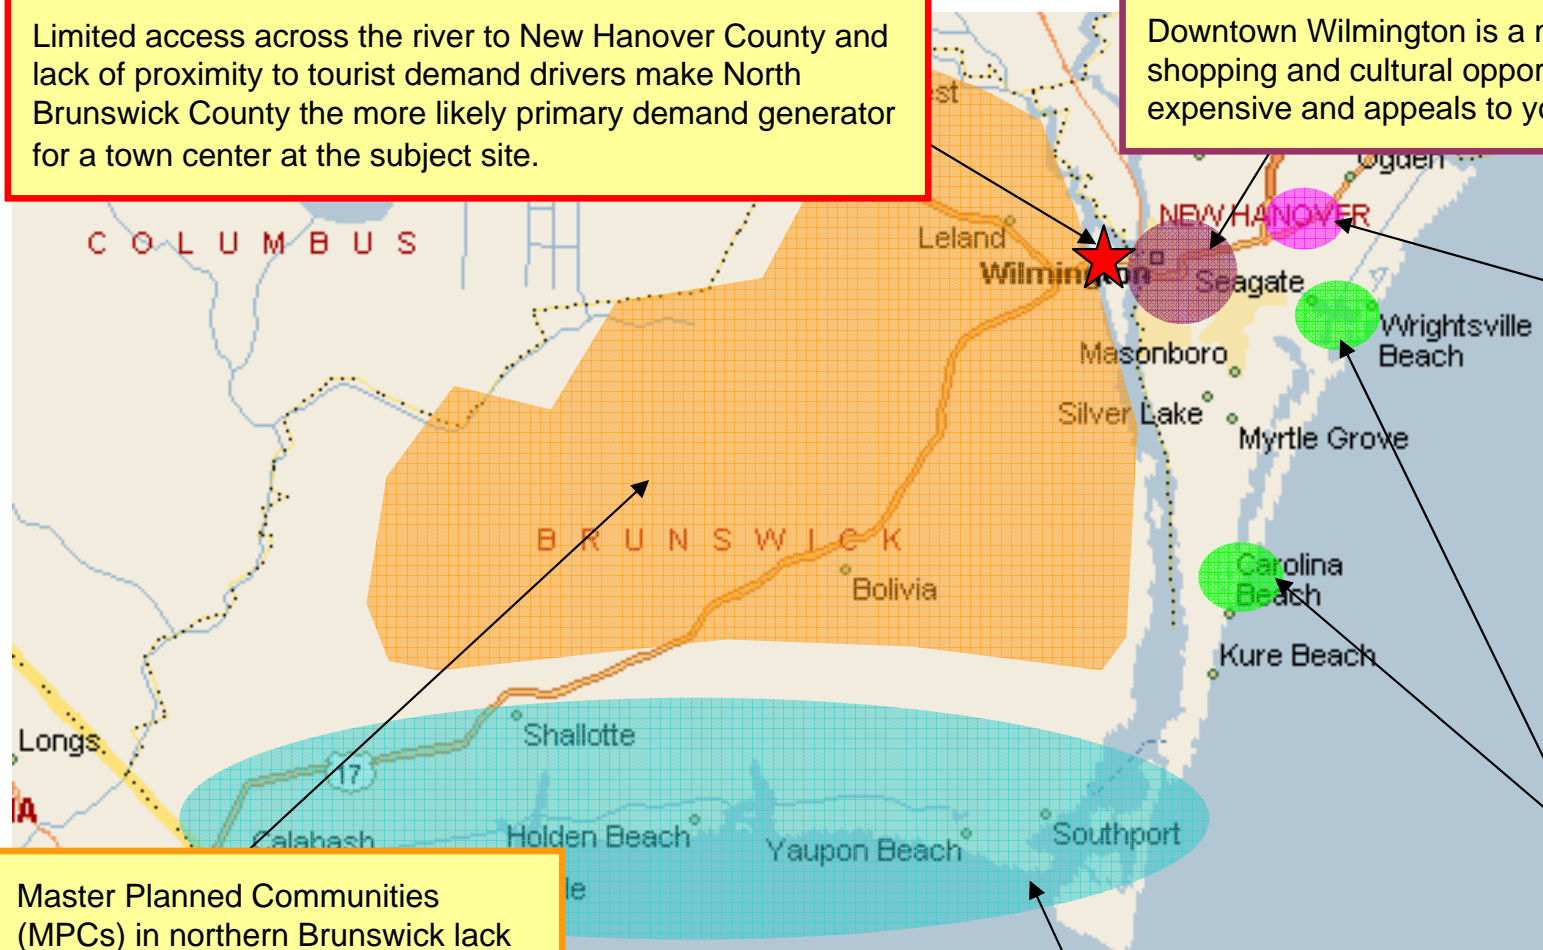 Limited access across the river to New Hanover County and
lack of proximity to tourist demand drivers make North
Brunswick County the more likely primary demand generator
for a town center at the subject site.
Downtown Wilmington is a
shopping and cultural
expensive and appeals to
est
Ogden
COLUMBUS
NEW HANOVER
Leland
Wilmington
Seagate
Wrightsville
Beach
Masonboro
Silver Lake
Myrtle Grove
BRUNSWICK
Bolivia
Carolina
Beach
Kure Beach
Longs
Shallotte
17
IA
Calabash
Holden Beach
Yaupon Beach
Southport
le
Master Planned Communities
(MPCs) in northern Brunswick lack